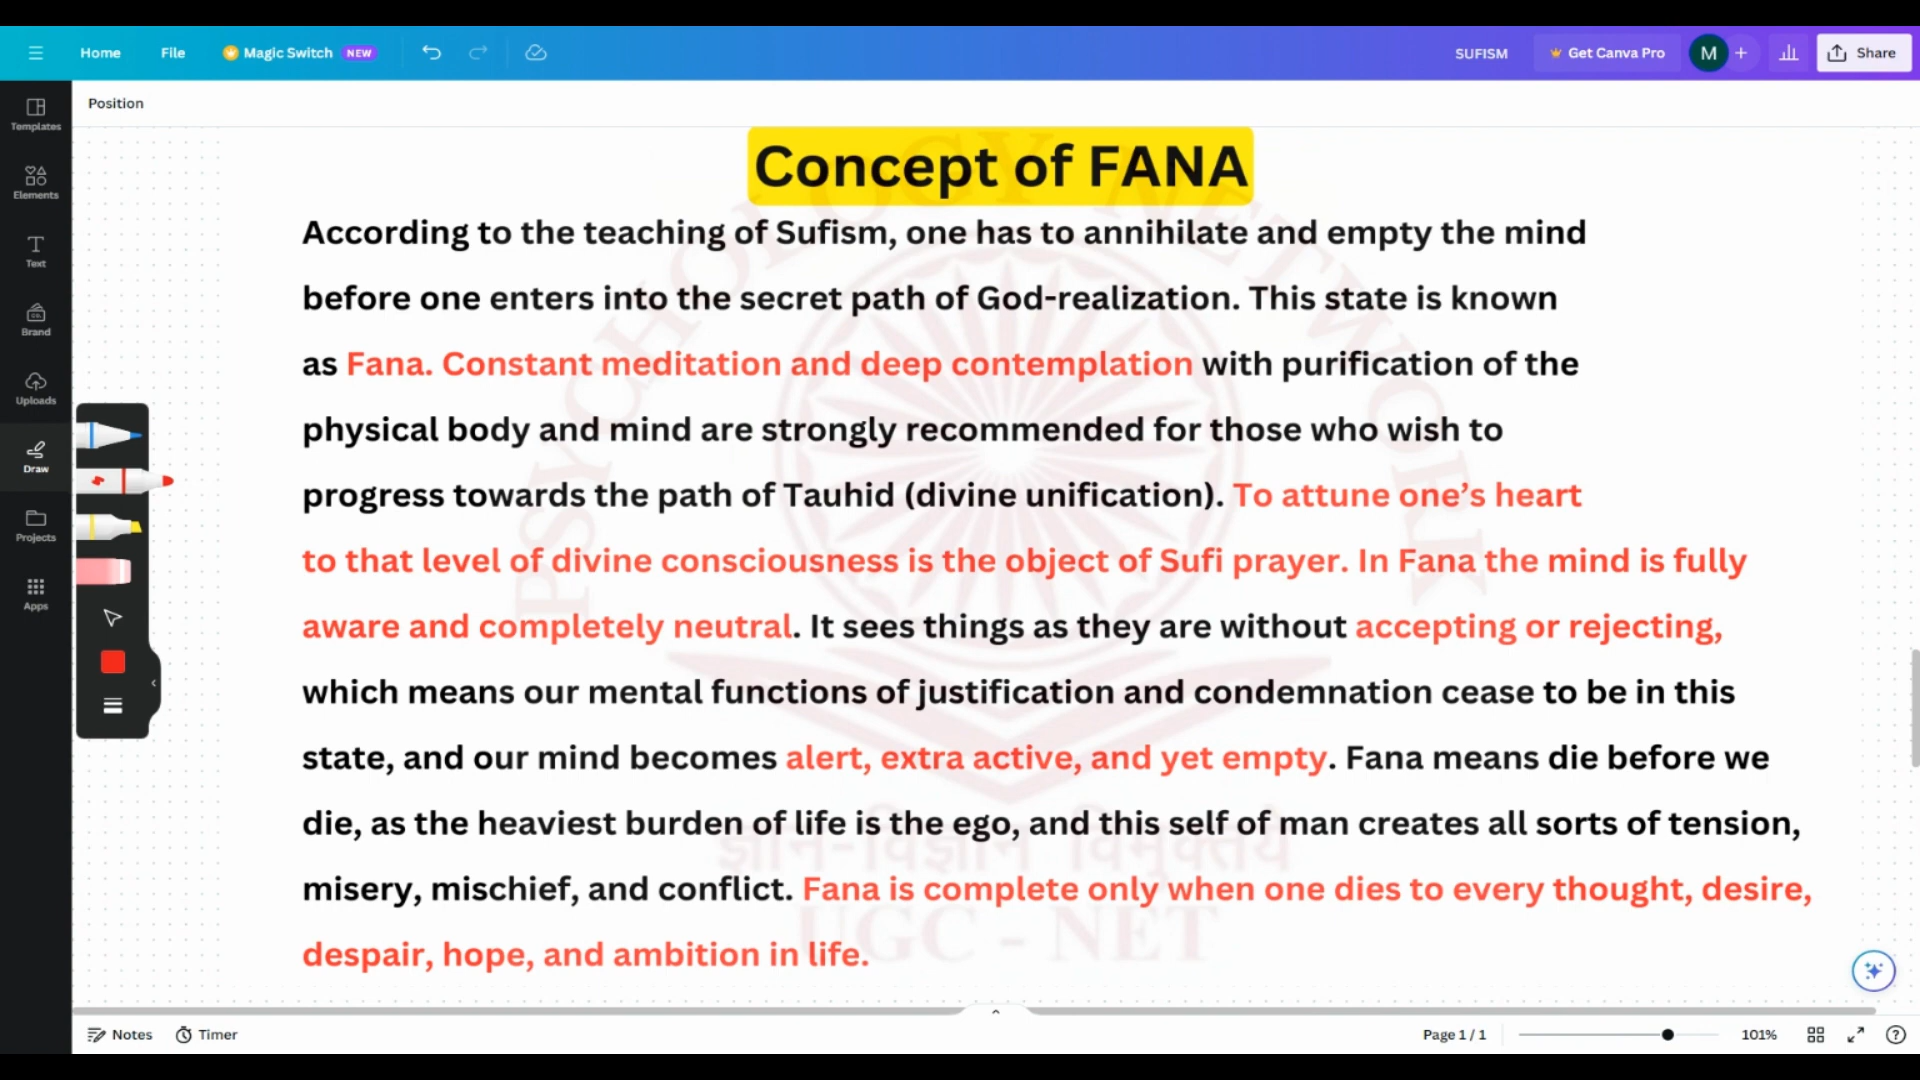 Home File Magic Switch NEW SUFISM Get Canva Pro M + Share
Position
Templates
Elements
Text
Brand
Uploads
Draw
Projects
Apps
Concept of FANA
According to the teaching of Sufism, one has to annihilate and empty the mind
before one enters into the secret path of God-realization. This state is known
as Fana. Constant meditation and deep contemplation with purification of the
physical body and mind are strongly recommended for those who wish to
progress towards the path of Tauhid (divine unification). To attune one's heart
to that level of divine consciousness is the object of Sufi prayer. In Fana the mind is fully
aware and completely neutral. It sees things as they are without accepting or rejecting,
which means our mental functions of justification and condemnation cease to be in this
state, and our mind becomes alert, extra active, and yet empty. Fana means die before we
die, as the heaviest burden of life is the ego, and this self of man creates all sorts of tension,
misery, mischief, and conflict. Fana is complete only when one dies to every thought, desire,
despair, hope, and ambition in life.
PSYCHOLOGY NETWORK
ज्ञान-विज्ञान विमुक्तये
UGC - NET
Notes Timer Page 1 / 1 101%